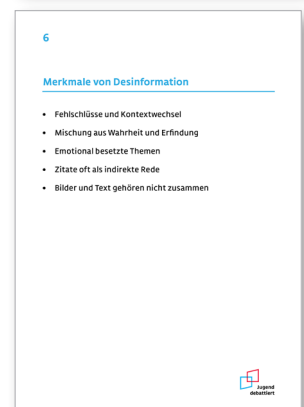 6
Merkmale von Desinformation
• Fehlschlüsse und Kontextwechsel
• Mischung aus Wahrheit und Erfindung
• Emotional besetzte Themen
• Zitate oft als indirekte Rede
• Bilder und Text gehören nicht zusammen
Jugend
debattiert